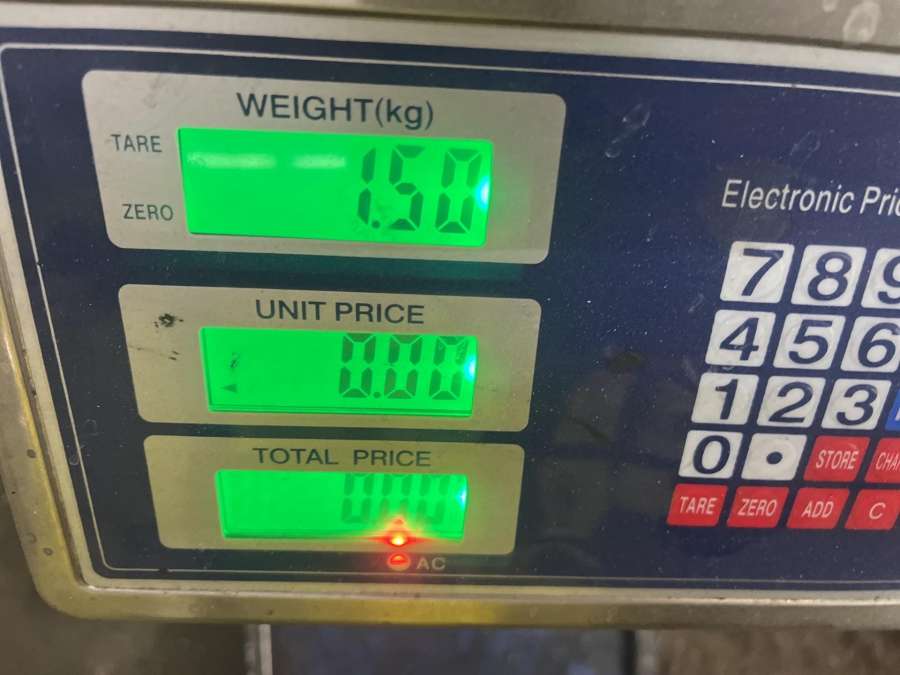 WEIGHT(kg)
TARE
ZERO
1.50
UNIT PRICE
0.00
TOTAL PRICE
0.00
AC
Electronic
7 8 9
4 5 6
1 2 3
0 • STORE
TARE ZERO ADD C